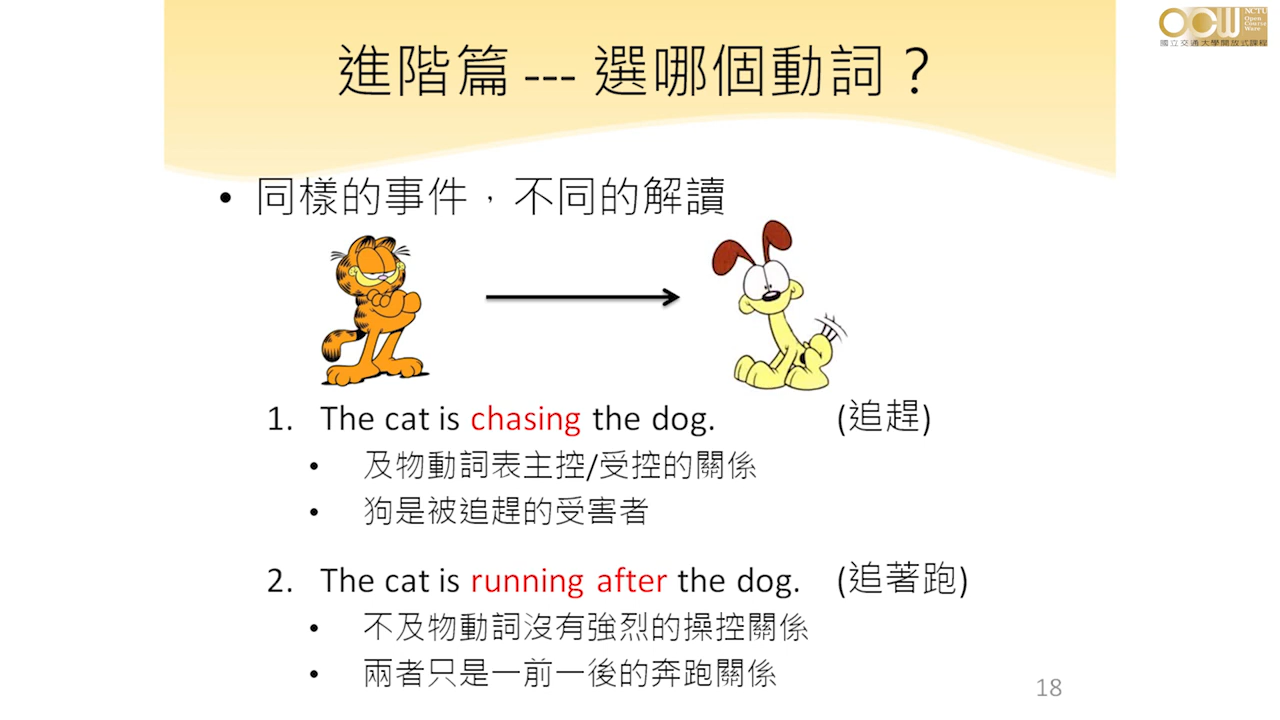 OCW NCTU Open Course Ware
國立交通大學開放式課程
進階篇 --- 選哪個動詞？
• 同樣的事件，不同的解讀
1. The cat is chasing the dog. (追趕)
• 及物動詞表主控/受控的關係
• 狗是被追趕的受害者
2. The cat is running after the dog. (追著跑)
• 不及物動詞沒有強烈的操控關係
• 兩者只是一前一後的奔跑關係
18